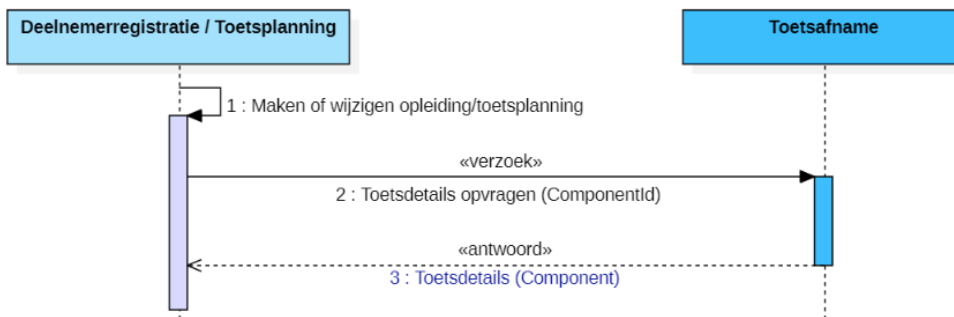 Deelnemerregistratie / Toetsplanning
Toetsafname
1 : Maken of wijzigen opleiding/toetsplanning
«verzoek»
2 : Toetsdetails opvragen (ComponentId)
«antwoord»
3 : Toetsdetails (Component)